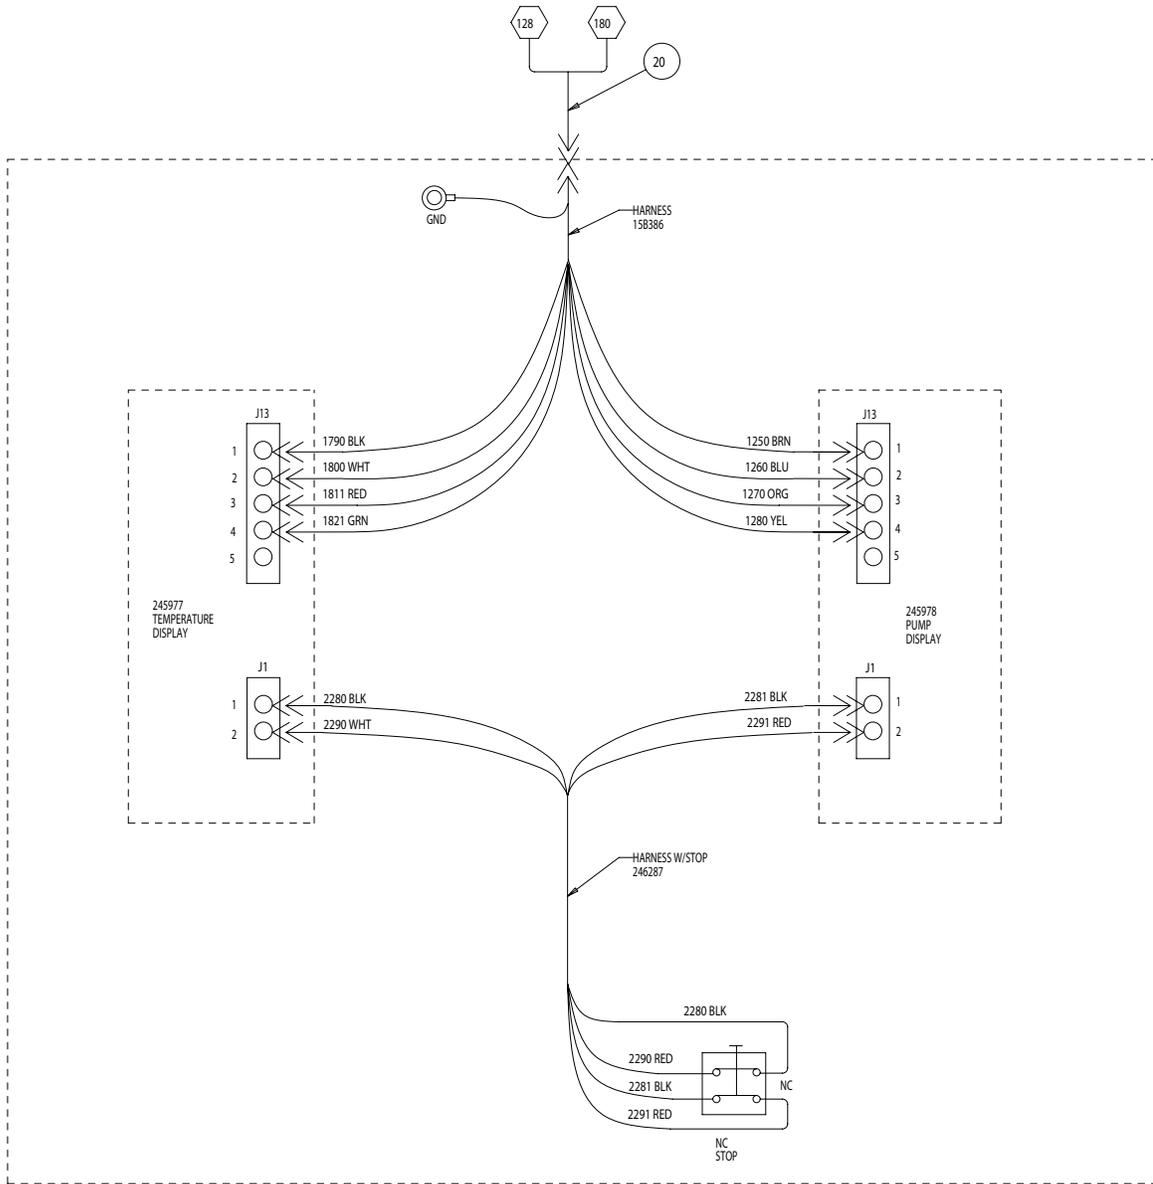 128
180
20
GND
HARNESS
15B386
J13
1
2
3
4
5
1790 BLK
1800 WHT
1811 RED
1821 GRN
1250 BRN
1260 BLU
1270 ORG
1280 YEL
J13
1
2
3
4
5
245977
TEMPERATURE
DISPLAY
245978
PUMP
DISPLAY
J1
1
2
2280 BLK
2290 WHT
2281 BLK
2291 RED
J1
1
2
HARNESS W/STOP
246287
2280 BLK
2290 RED
2281 BLK
2291 RED
NC
NC
STOP